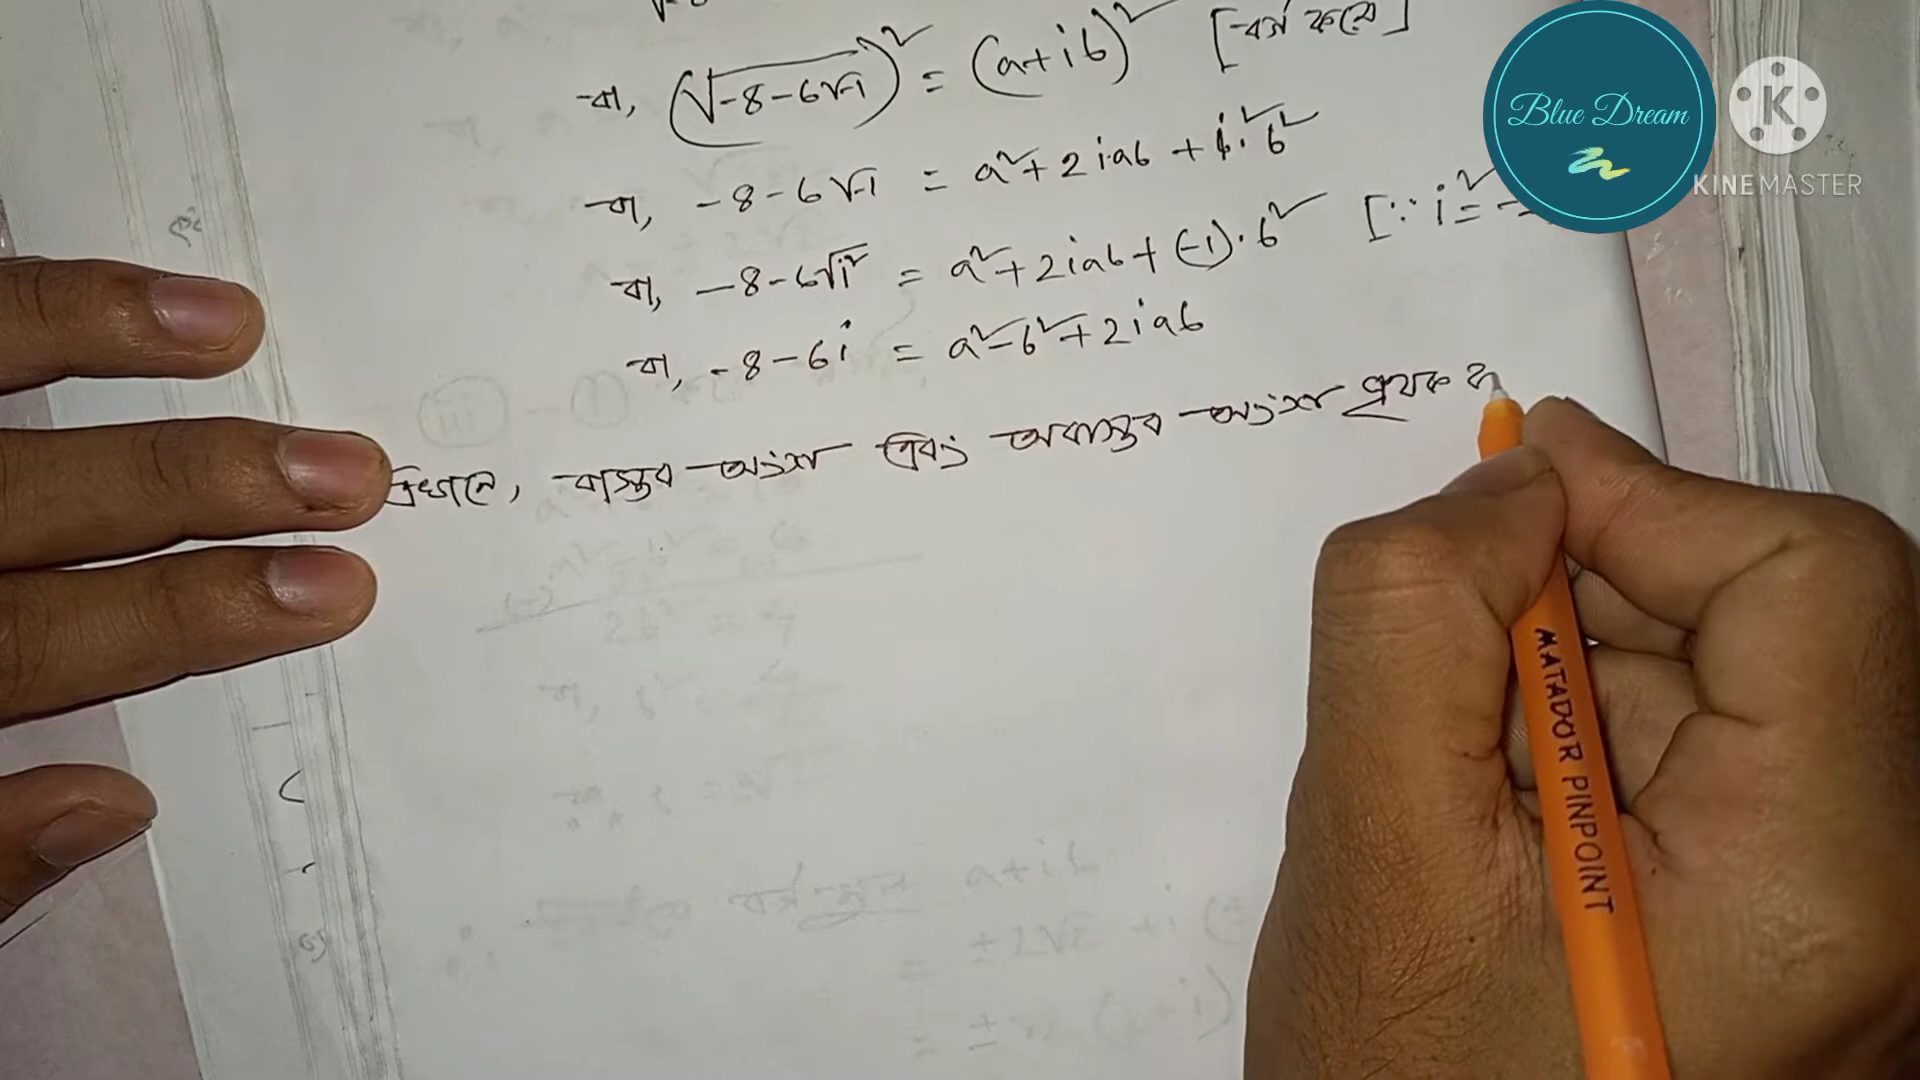 বা, (√-8-6√-1)² = (a+ib)² [বর্গ করে]
বা, -8-6√-1 = a²+2iab+i².b²
বা, -8-6√i² = a²+2iab+(-1).b² [∵ i²=
বা, -8-6i = a²-b²+2iab
এখানে, বাস্তব অংশ এবং অবাস্তব অংশ পৃথক ক
Blue Dream
KINEMASTER
MATADOR PINPOINT